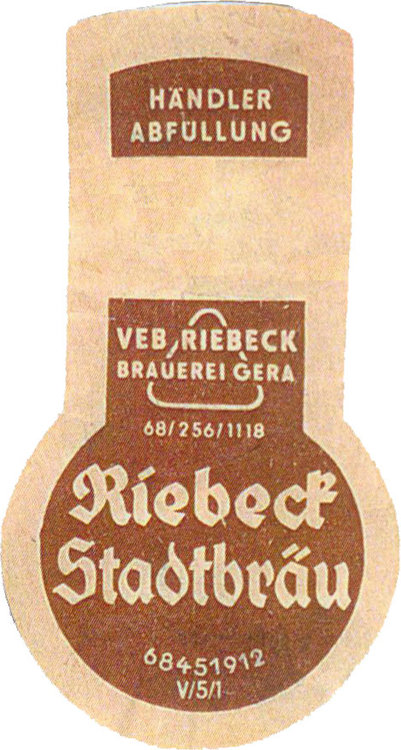 HÄNDLER
ABFÜLLUNG
VEB RIEBECK
BRAUEREI GERA
68/256/1118
Riebeck
Stadtbräu
68451912
V/5/1